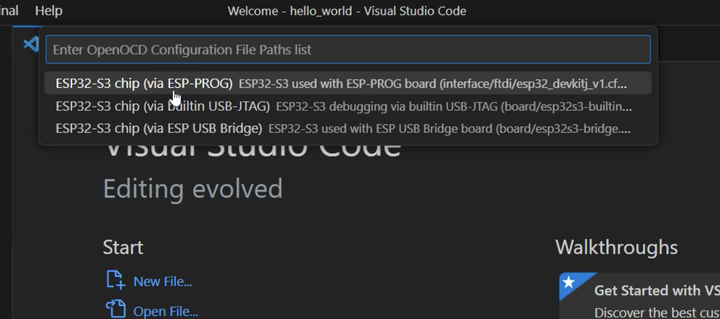 Help
Welcome - hello_world - Visual Studio Code
Enter OpenOCD Configuration File Paths list
ESP32-S3 chip (via ESP-PROG) ESP32-S3 used with ESP-PROG board (interface/ftdi/esp32_devkitj_v1.cf...
ESP32-S3 chip (via builtin USB-JTAG) ESP32-S3 debugging via builtin USB-JTAG (board/esp32s3-builtin...
ESP32-S3 chip (via ESP USB Bridge) ESP32-S3 used with ESP USB Bridge board (board/esp32s3-bridge....
Visual Studio Code
Editing evolved
Start
Walkthroughs
New File...
Open File...
Get Started with VS
Discover the best cus